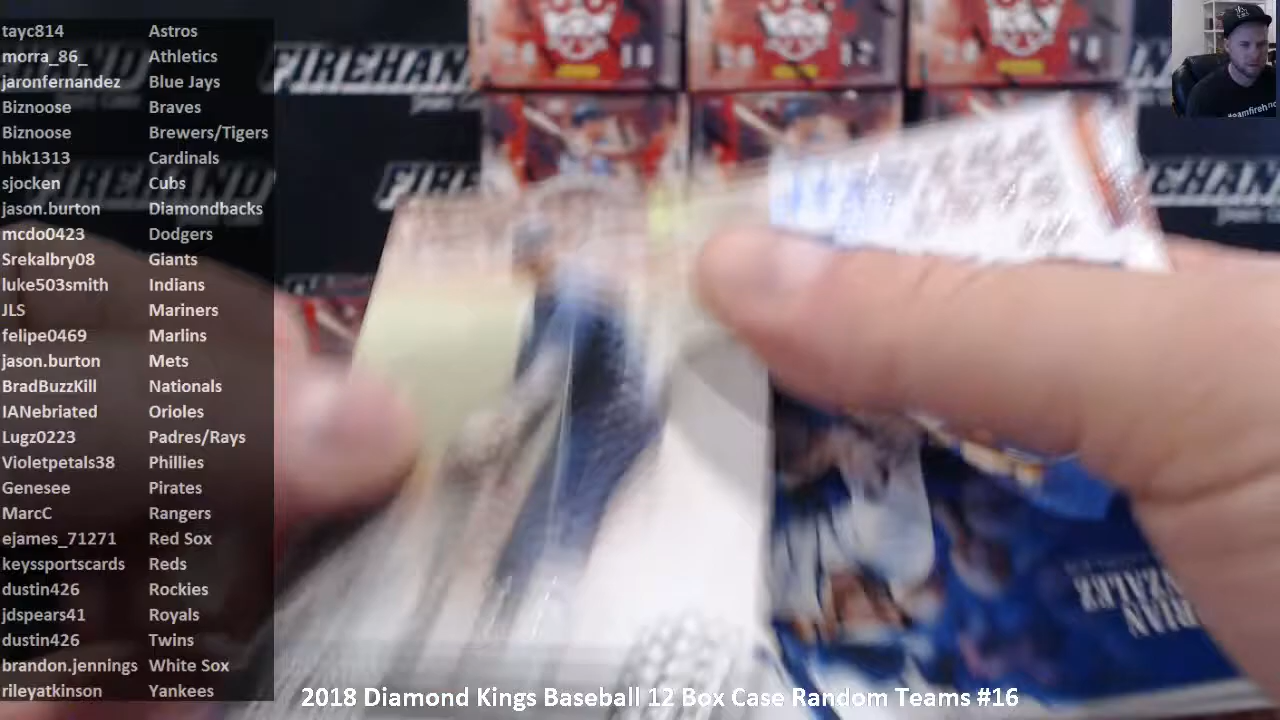 tayc814 Astros
morra_86_ Athletics
jaronfernandez Blue Jays
Biznoose Braves
Biznoose Brewers/Tigers
hbk1313 Cardinals
sjocken Cubs
jason.burton Diamondbacks
mcdo0423 Dodgers
Srekalbry08 Giants
luke503smith Indians
JLS Mariners
felipe0469 Marlins
jason.burton Mets
BradBuzzKill Nationals
IANebriated Orioles
Lugz0223 Padres/Rays
Violetpetals38 Phillies
Genesee Pirates
MarcC Rangers
ejames_71271 Red Sox
keyssportscards Reds
dustin426 Rockies
jdspears41 Royals
dustin426 Twins
brandon.jennings White Sox
rileyatkinson Yankees
FIREHAND
2018 Diamond Kings Baseball 12 Box Case Random Teams #16